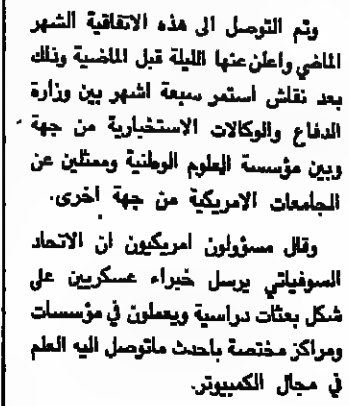 وتم التوصل الى هذه الاتفاقية الشهر
الماضي واعلن عنها الليلة قبل الماضية وذلك
بعد نقاش استمر سبعة اشهر بين وزارة
الدفاع والوكالات الاستخبارية من جهة
وبين مؤسسة العلوم الوطنية وممثلين عن
الجامعات الامريكية من جهة اخرى.
وقال مسؤولون امريكيون ان الاتحاد
السوفياتي يرسل خبراء عسكريين على
شكل بعثات دراسية ويعملون في مؤسسات
ومراكز مختصة باحدث ماتوصل اليه العلم
في مجال الكمبيوتر.